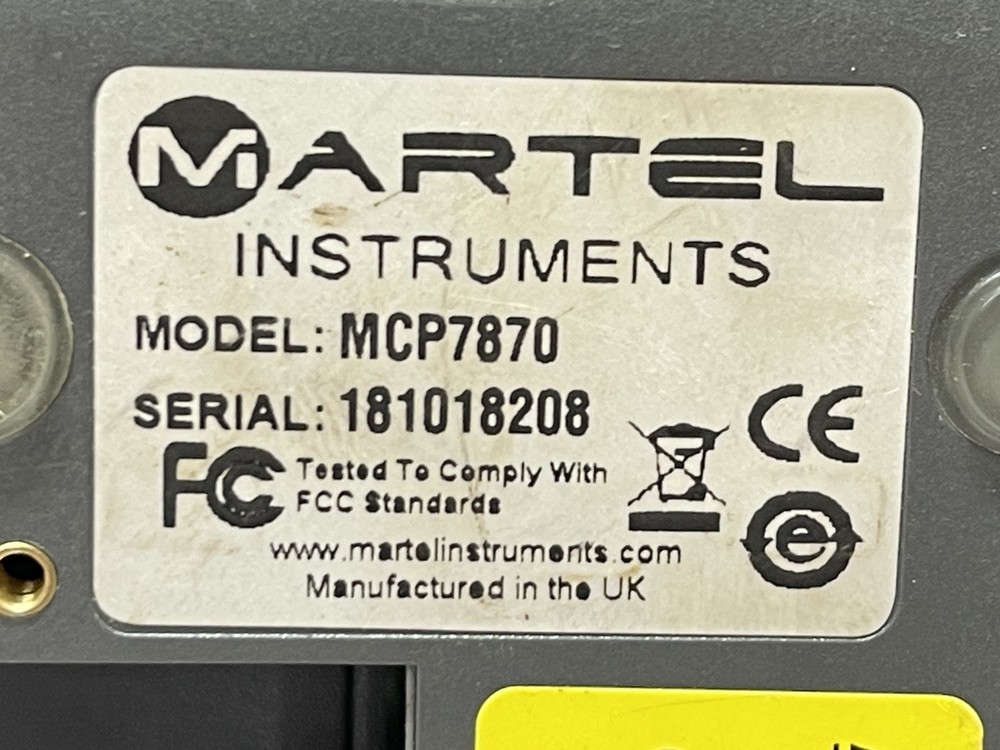 MARTEL
INSTRUMENTS
MODEL: MCP7870
SERIAL: 181018208
FC Tested To Comply With
FCC Standards
CE
e
www.martelinstruments.com
Manufactured in the UK